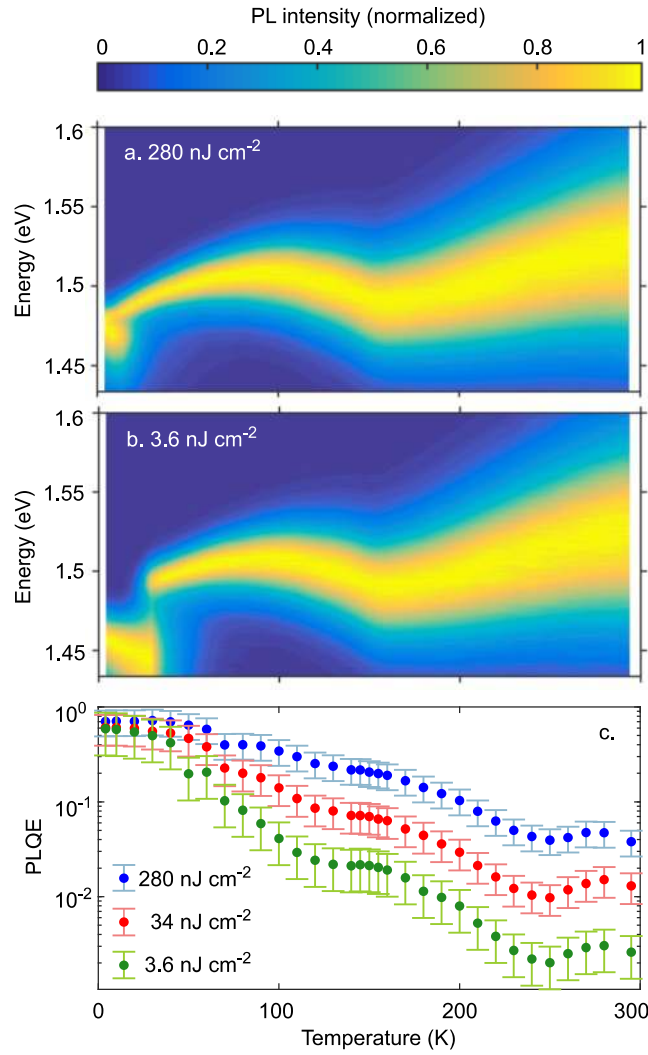 PL intensity (normalized)
0 0.2 0.4 0.6 0.8 1
1.6
a. 280 nJ cm⁻²
1.55
Energy (eV)
1.5
1.45
1.6
b. 3.6 nJ cm⁻²
1.55
Energy (eV)
1.5
1.45
10⁰
c.
PLQE
10⁻¹
10⁻²
280 nJ cm⁻²
34 nJ cm⁻²
3.6 nJ cm⁻²
0 100 200 300
Temperature (K)